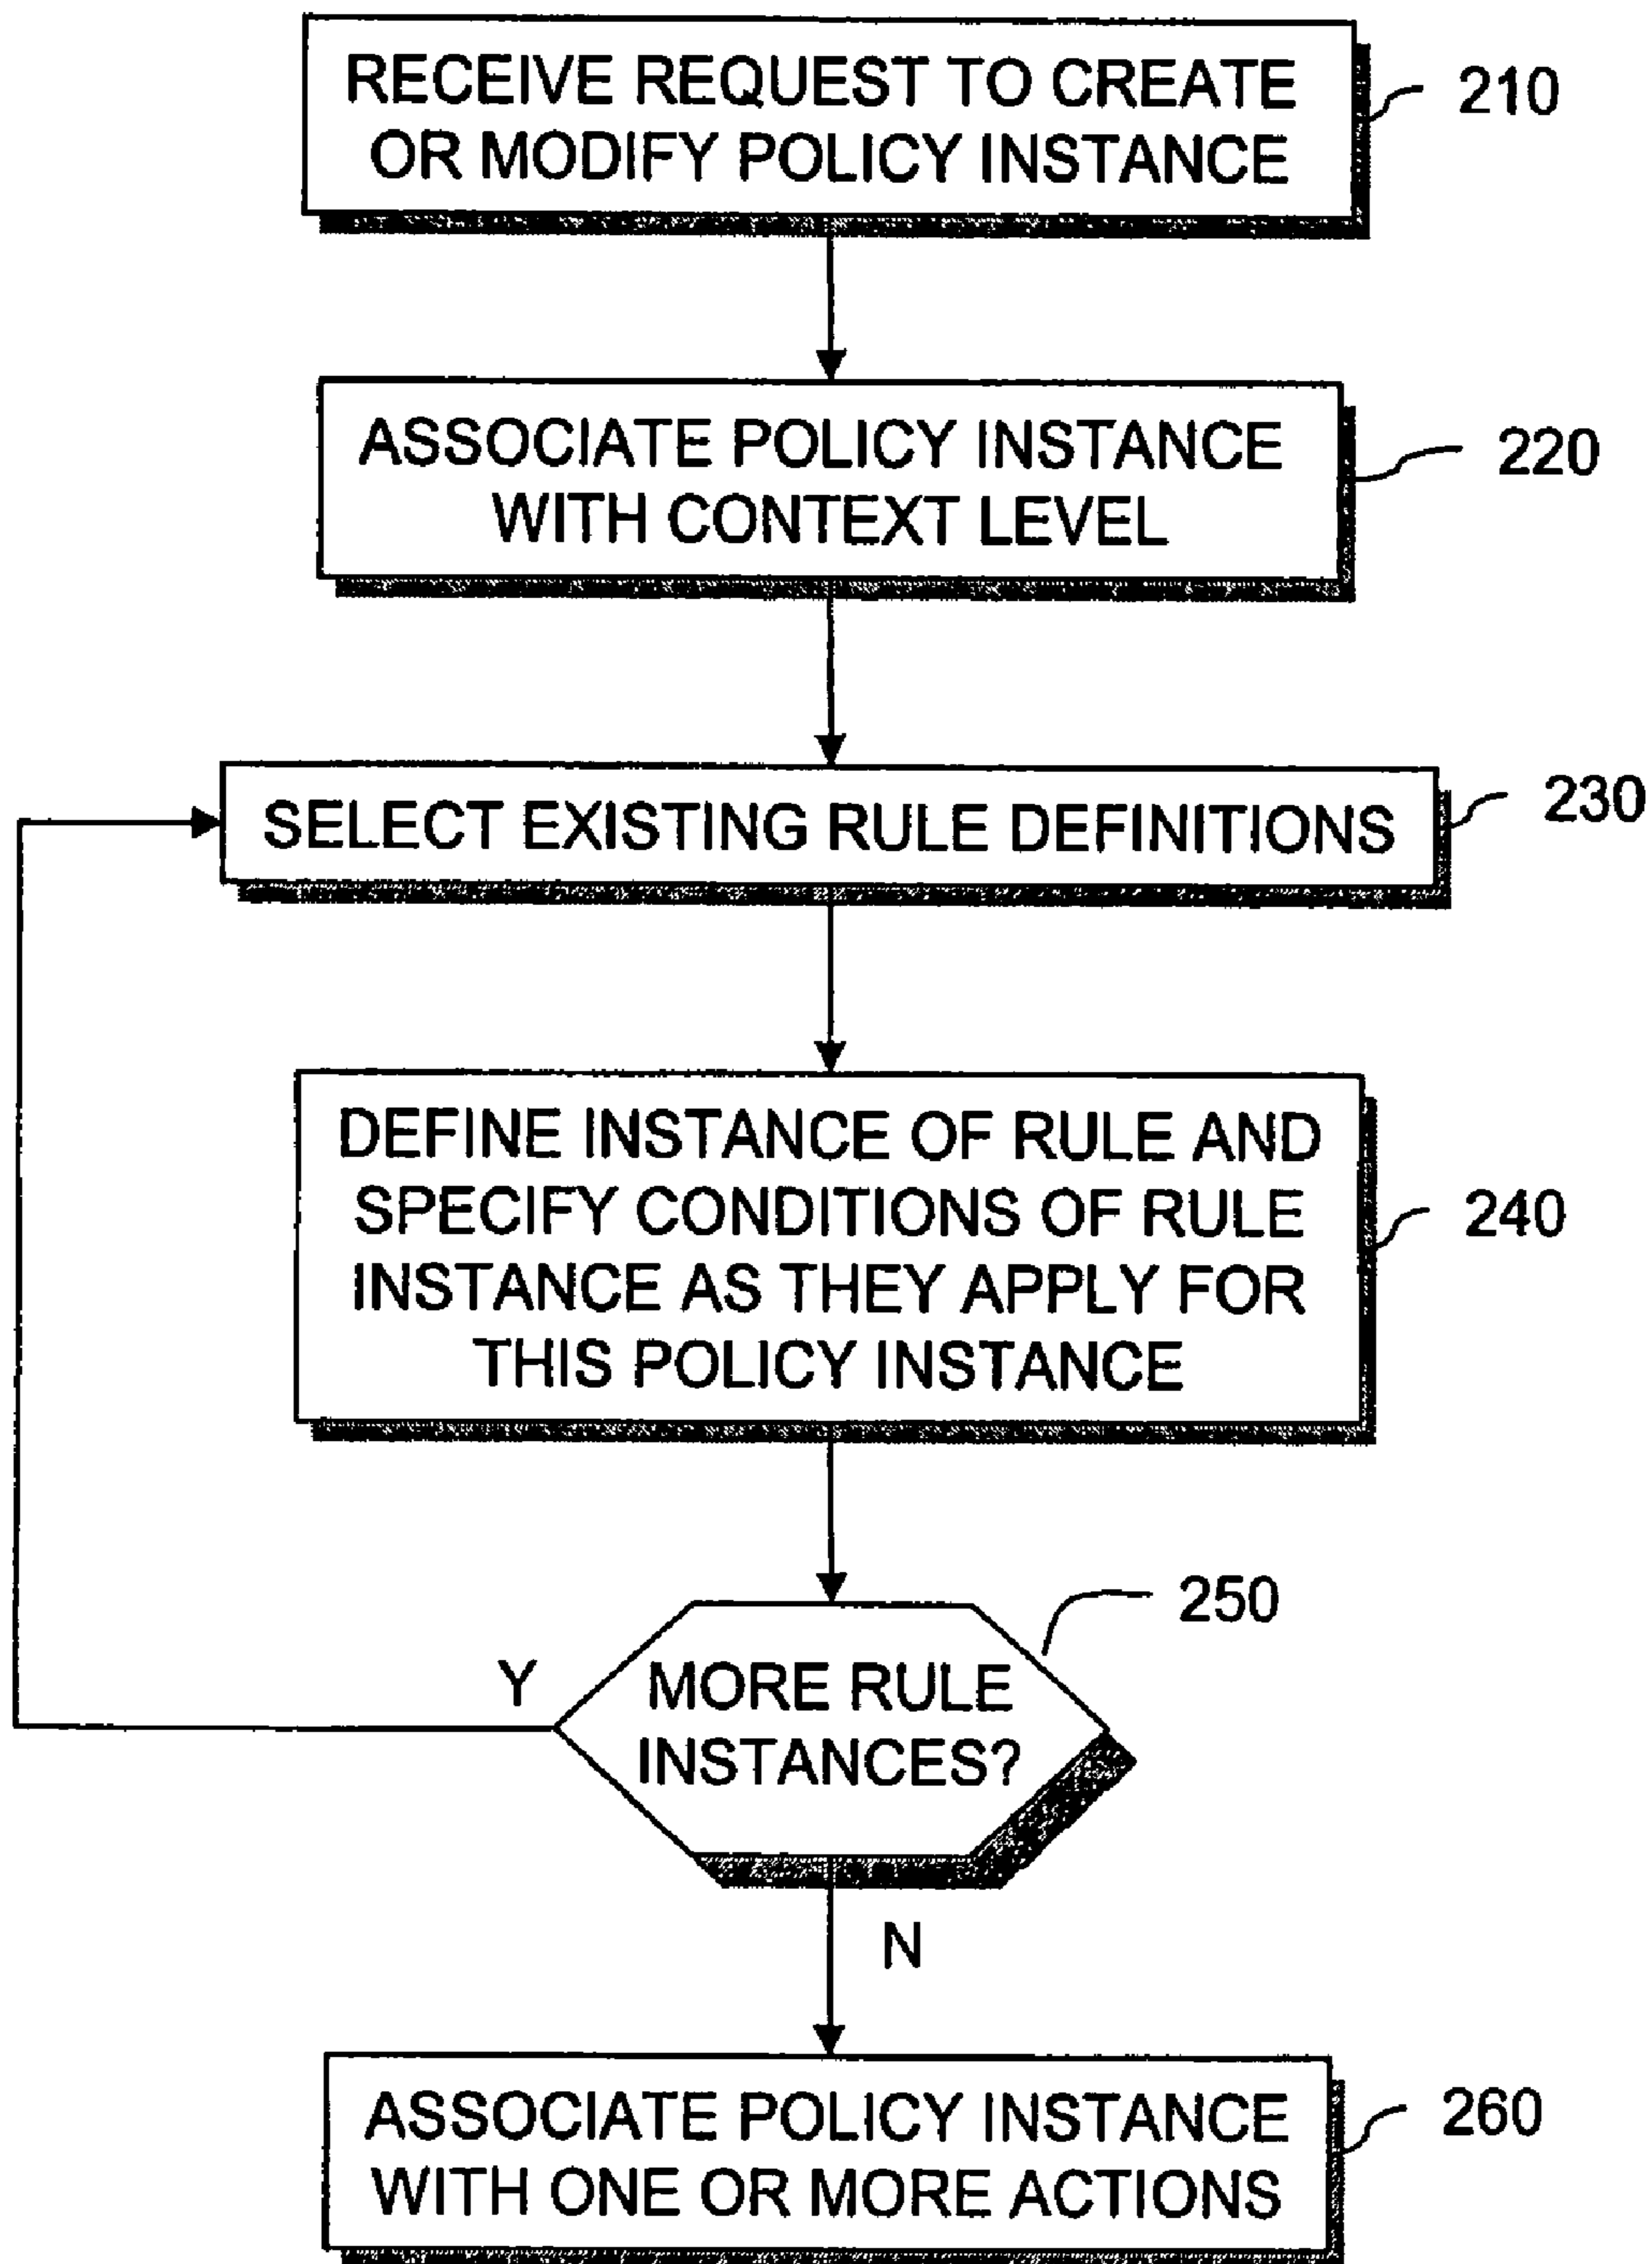 RECEIVE REQUEST TO CREATE
OR MODIFY POLICY INSTANCE
210
ASSOCIATE POLICY INSTANCE
WITH CONTEXT LEVEL
220
SELECT EXISTING RULE DEFINITIONS
230
DEFINE INSTANCE OF RULE AND
SPECIFY CONDITIONS OF RULE
INSTANCE AS THEY APPLY FOR
THIS POLICY INSTANCE
240
250
Y
MORE RULE
INSTANCES?
N
ASSOCIATE POLICY INSTANCE
WITH ONE OR MORE ACTIONS
260